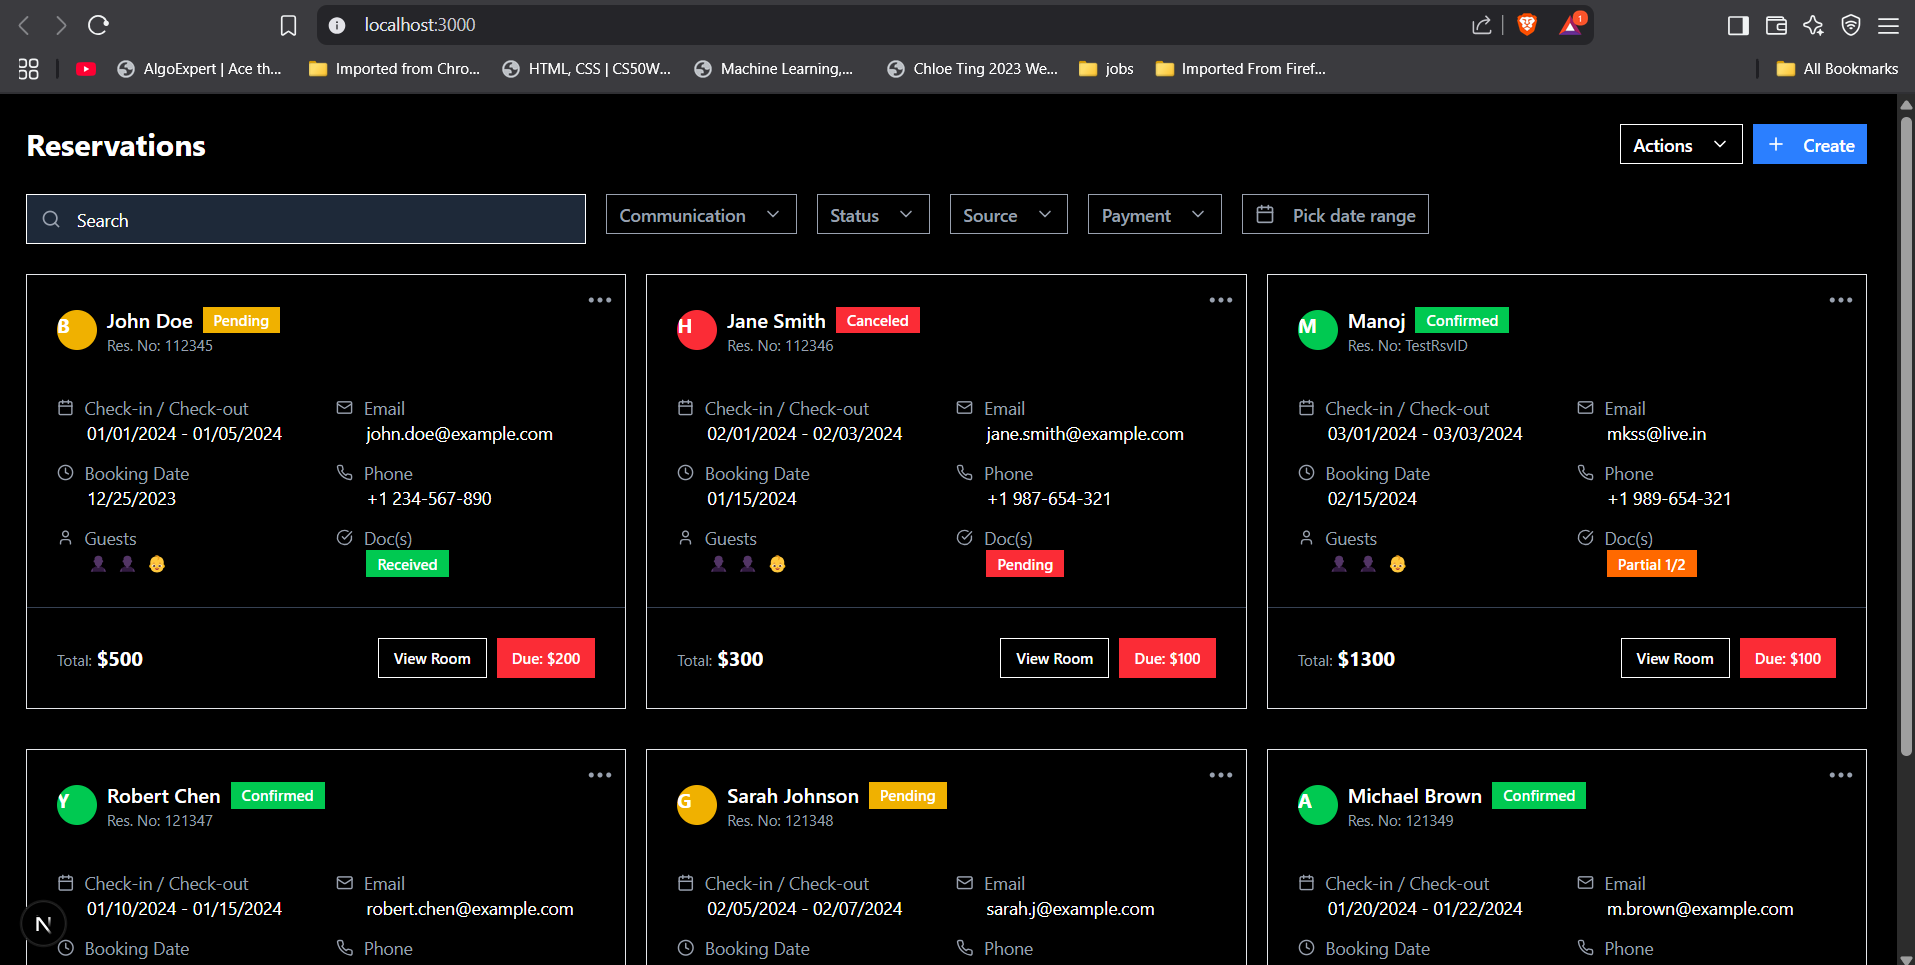 localhost:3000
1
AlgoExpert | Ace th...
Imported from Chro...
HTML, CSS | CS50W...
Machine Learning,...
Chloe Ting 2023 We...
jobs
Imported From Firef...
All Bookmarks
Reservations
Actions
+ Create
Search
Communication
Status
Source
Payment
Pick date range
B
John Doe
Pending
Res. No: 112345
Check-in / Check-out
01/01/2024 - 01/05/2024
Email
john.doe@example.com
Booking Date
12/25/2023
Phone
+1 234-567-890
Guests
Doc(s)
Received
Total: $500
View Room
Due: $200
H
Jane Smith
Canceled
Res. No: 112346
Check-in / Check-out
02/01/2024 - 02/03/2024
Email
jane.smith@example.com
Booking Date
01/15/2024
Phone
+1 987-654-321
Guests
Doc(s)
Pending
Total: $300
View Room
Due: $100
M
Manoj
Confirmed
Res. No: TestRsvID
Check-in / Check-out
03/01/2024 - 03/03/2024
Email
mkss@live.in
Booking Date
02/15/2024
Phone
+1 989-654-321
Guests
Doc(s)
Partial 1/2
Total: $1300
View Room
Due: $100
Y
Robert Chen
Confirmed
Res. No: 121347
Check-in / Check-out
01/10/2024 - 01/15/2024
Email
robert.chen@example.com
Booking Date
Phone
N
G
Sarah Johnson
Pending
Res. No: 121348
Check-in / Check-out
02/05/2024 - 02/07/2024
Email
sarah.j@example.com
Booking Date
Phone
A
Michael Brown
Confirmed
Res. No: 121349
Check-in / Check-out
01/20/2024 - 01/22/2024
Email
m.brown@example.com
Booking Date
Phone